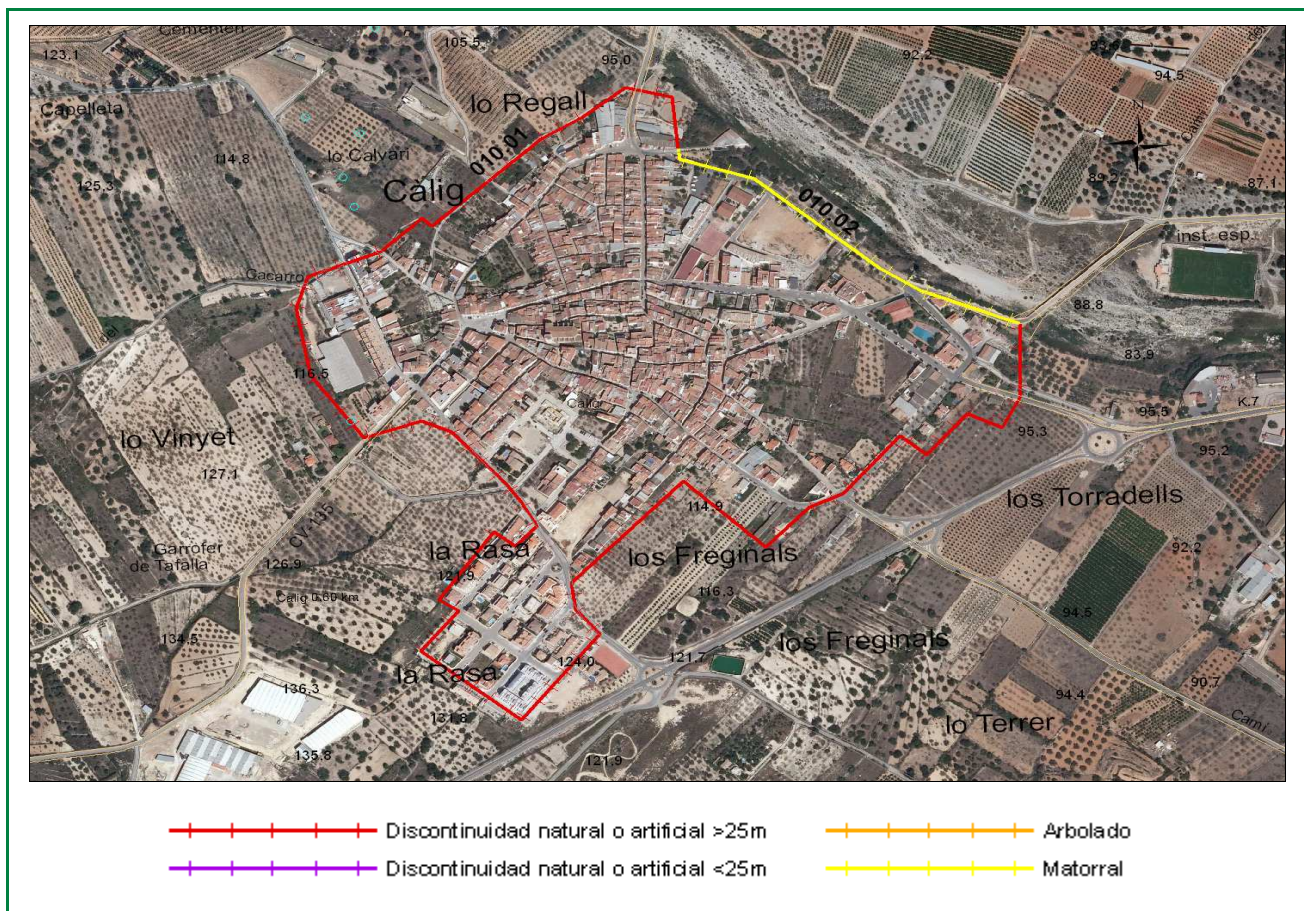 Cementeri
123,1
105,5
95,0
92,2
94,5
lo Regall
Capelleta
114,8
lo Calvari
010 01
125,3
Càlig
89,2
87,1
010 02
inst. esp.
Gacarro
88,8
83,9
116,5
Càlig
K.7
95,5
lo Vinyet
95,3
95,2
127,1
los Torradells
114,9
CV-135
la Rasa
los Freginals
Garrofer
de Tafalla
126,9
121,9
92,2
Càlig 0,60 km
116,3
94,5
134,5
los Freginals
124,0
121,7
la Rasa
136,3
94,4
90,7
131,8
lo Terrer
Camí
135,8
121,9
Discontinuidad natural o artificial >25m
Arbolado
Discontinuidad natural o artificial <25m
Matorral